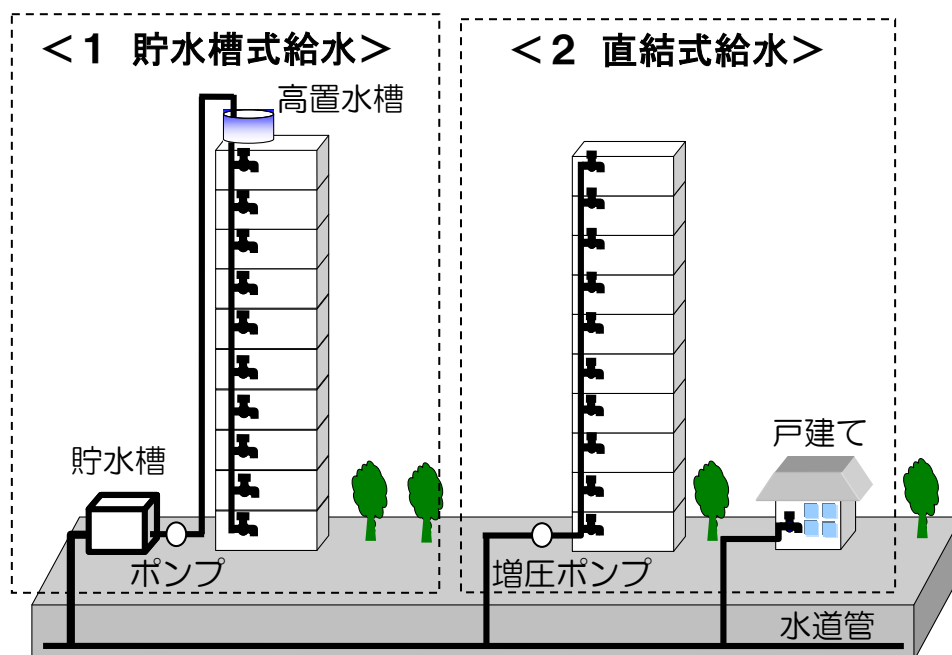 ＜１ 貯水槽式給水＞
＜２ 直結式給水＞
高置水槽
貯水槽
戸建て
ポンプ
増圧ポンプ
水道管